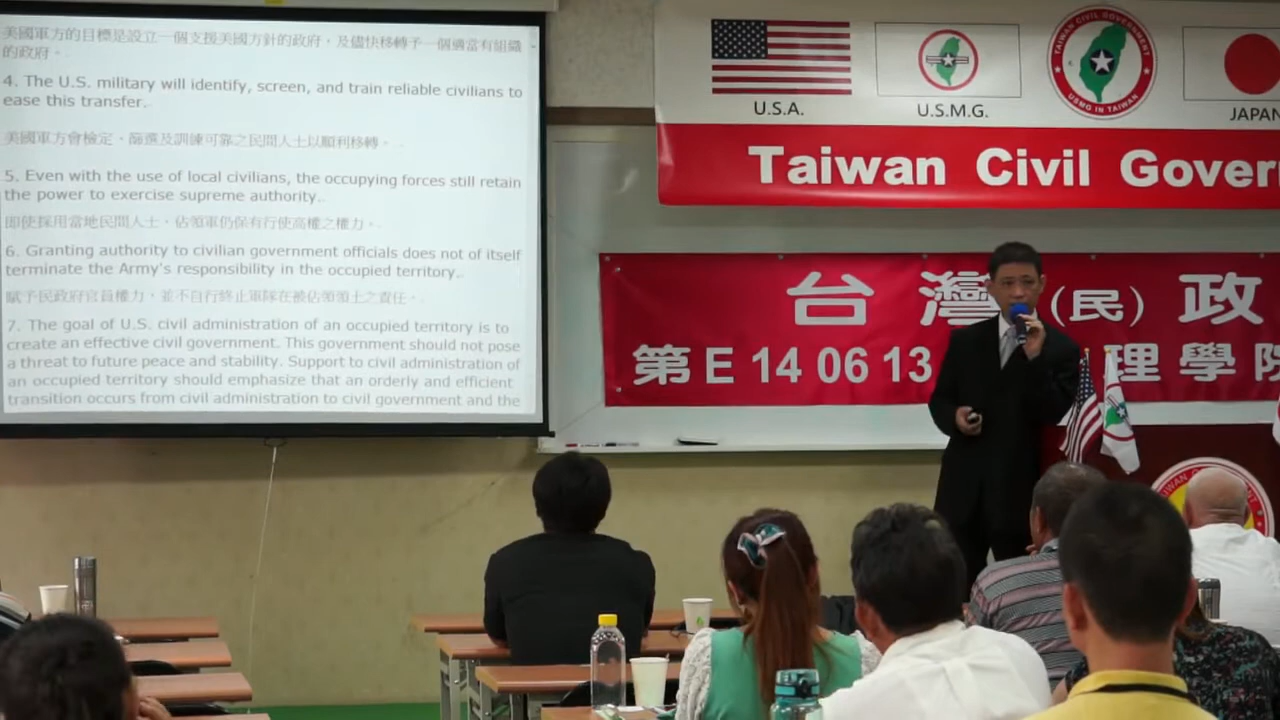 美國軍方的目標是設立一個支援美國方針的政府，及儘快移轉予一個適當有組織
的政府。
4. The U.S. military will identify, screen, and train reliable civilians to
ease this transfer.
美國軍方會檢定、篩選及訓練可靠之民間人士以順利移轉。
5. Even with the use of local civilians, the occupying forces still retain
the power to exercise supreme authority.
即使採用當地民間人士，佔領軍仍保有行使高權之權力。
6. Granting authority to civilian government officials does not of itself
terminate the Army's responsibility in the occupied territory.
賦予民政府官員權力，並不自行終止軍隊在被佔領領土之責任。
7. The goal of U.S. civil administration of an occupied territory is to
create an effective civil government. This government should not pose
a threat to future peace and stability. Support to civil administration of
an occupied territory should emphasize that an orderly and efficient
transition occurs from civil administration to civil government and the
U.S.A.
U.S.M.G.
TAIWAN CIVIL GOVERNMENT
USMG IN TAIWAN
JAPAN
Taiwan Civil Gover
台灣(民)政
第E140613 理學院